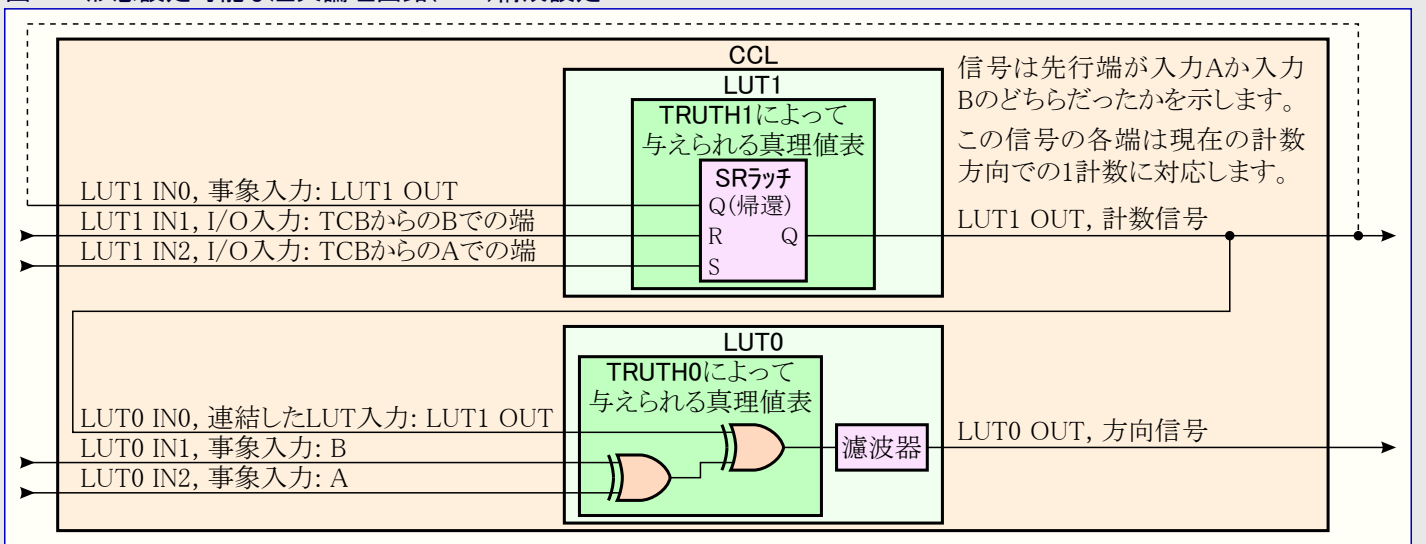 CCL
LUT1
TRUTH1によって
与えられる真理値表
SRラッチ
Q(帰還)
R Q
S
LUT1 IN0, 事象入力: LUT1 OUT
LUT1 IN1, I/O入力: TCBからのBでの端
LUT1 IN2, I/O入力: TCBからのAでの端
信号は先行端が入力Aか入力
Bのどちらだったかを示します。
この信号の各端は現在の計数
方向での1計数に対応します。
LUT1 OUT, 計数信号
LUT0
TRUTH0によって
与えられる真理値表
LUT0 IN0, 連結したLUT入力: LUT1 OUT
LUT0 IN1, 事象入力: B
LUT0 IN2, 事象入力: A
濾波器
LUT0 OUT, 方向信号